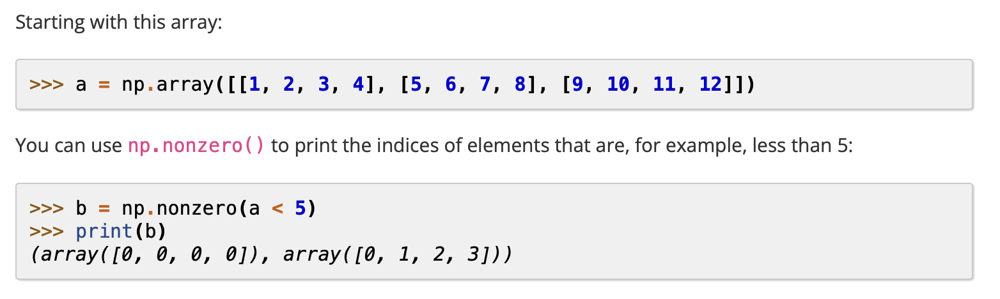 Starting with this array:
>>> a = np.array([[1, 2, 3, 4], [5, 6, 7, 8], [9, 10, 11, 12]])
You can use np.nonzero() to print the indices of elements that are, for example, less than 5:
>>> b = np.nonzero(a < 5)
>>> print(b)
(array([0, 0, 0, 0]), array([0, 1, 2, 3]))